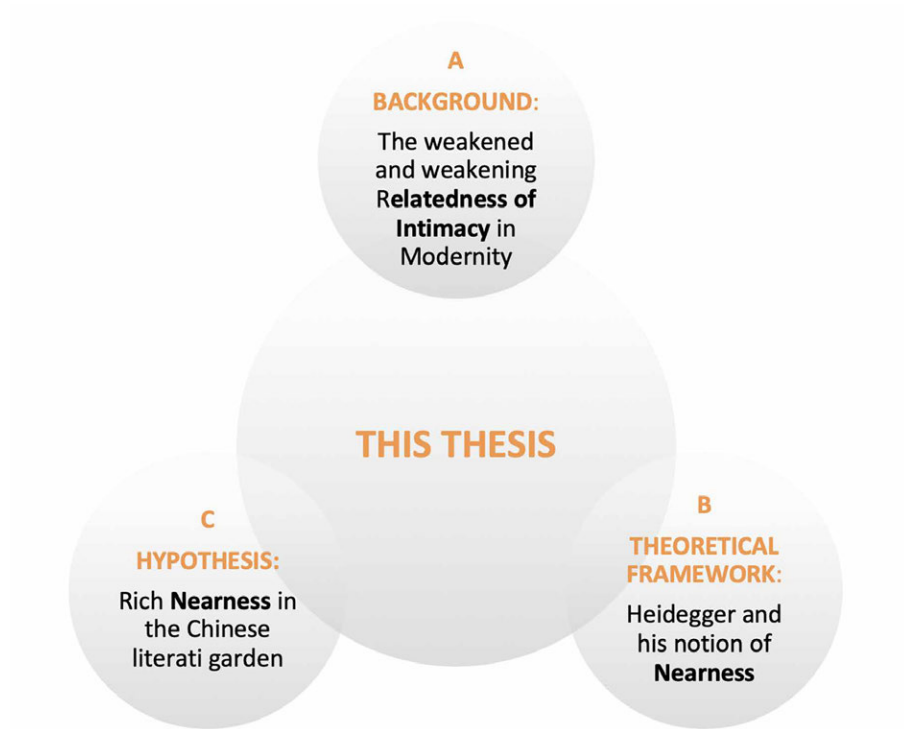 A
BACKGROUND:
The weakened
and weakening
Relatedness of
Intimacy in
Modernity
THIS THESIS
C
HYPOTHESIS:
Rich Nearness in
the Chinese
literati garden
B
THEORETICAL
FRAMEWORK:
Heidegger and
his notion of
Nearness